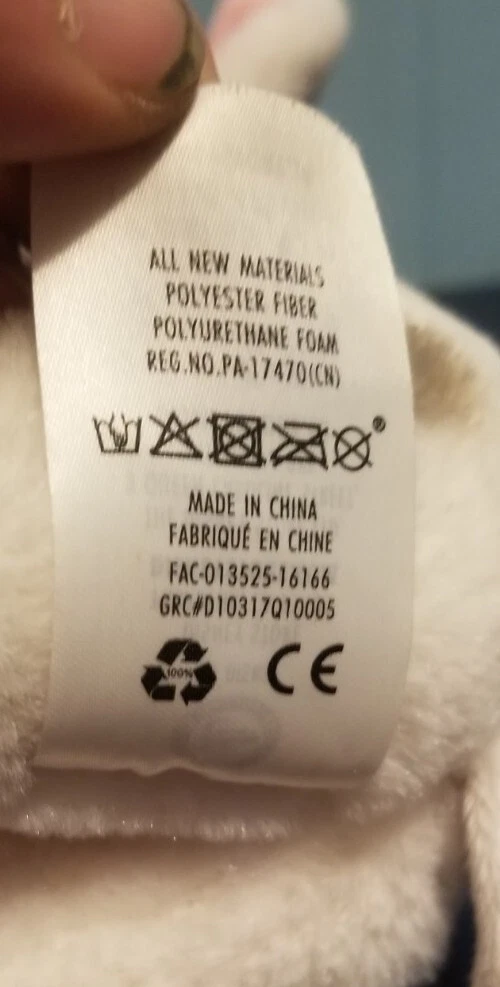 ALL NEW MATERIALS
POLYESTER FIBER
POLYURETHANE FOAM
REG.NO.PA-17470(CN)
®
MADE IN CHINA
FABRIQUÉ EN CHINE
FAC-013525-16166
GRC#D10317Q10005
100%
CE